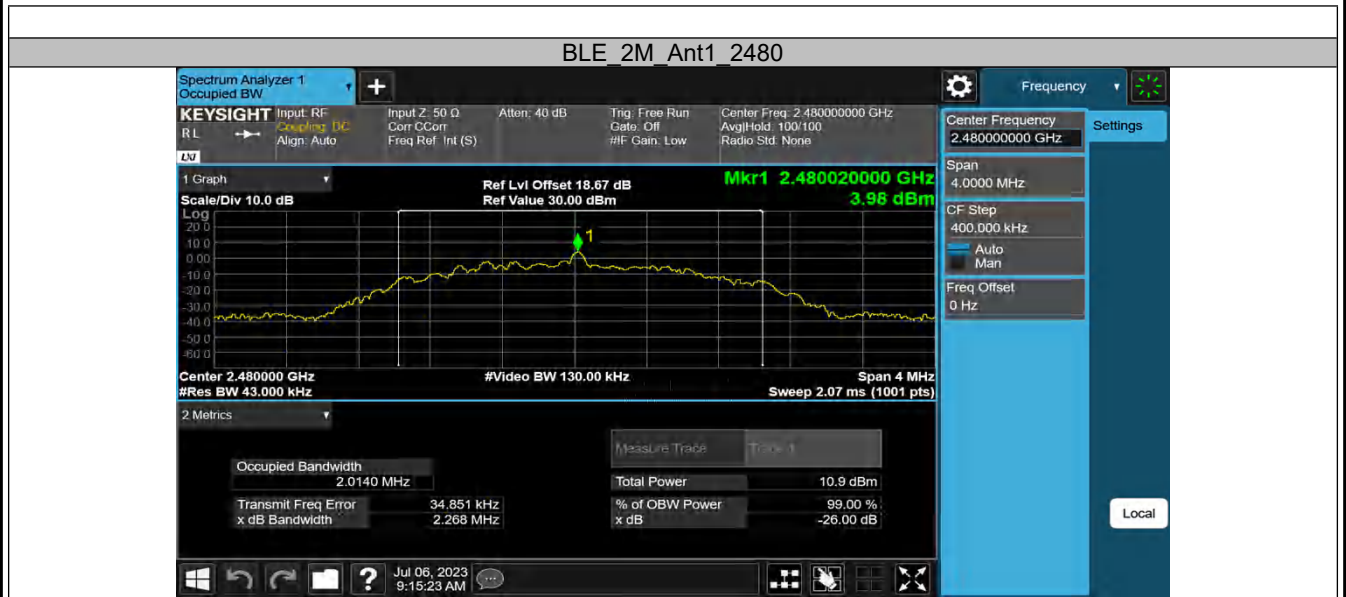 BLE_2M_Ant1_2480
Spectrum Analyzer 1
Occupied BW
Frequency
KEYSIGHT
RL
LXI
Input: RF
Coupling: DC
Align: Auto
Input Z: 50 Ω
Corr CCorr
Freq Ref: Int (S)
Atten: 40 dB
Trig: Free Run
Gate: Off
#IF Gain: Low
Center Freq: 2.480000000 GHz
Avg|Hold: 100/100
Radio Std: None
Center Frequency
2.480000000 GHz
Settings
Span
4.0000 MHz
CF Step
400.000 kHz
Auto
Man
Freq Offset
0 Hz
Local
1 Graph
Scale/Div 10.0 dB
Ref Lvl Offset 18.67 dB
Ref Value 30.00 dBm
Mkr1 2.480020000 GHz
3.98 dBm
Log
20.0
10.0
0.00
-10.0
-20.0
-30.0
-40.0
-50.0
-60.0
1
Center 2.480000 GHz
#Video BW 130.00 kHz
Span 4 MHz
#Res BW 43.000 kHz
Sweep 2.07 ms (1001 pts)
2 Metrics
Measure Trace
Trace 1
Occupied Bandwidth
2.0140 MHz
Total Power
10.9 dBm
Transmit Freq Error
34.851 kHz
% of OBW Power
99.00 %
x dB Bandwidth
2.268 MHz
x dB
-26.00 dB
?
Jul 06, 2023
9:15:23 AM